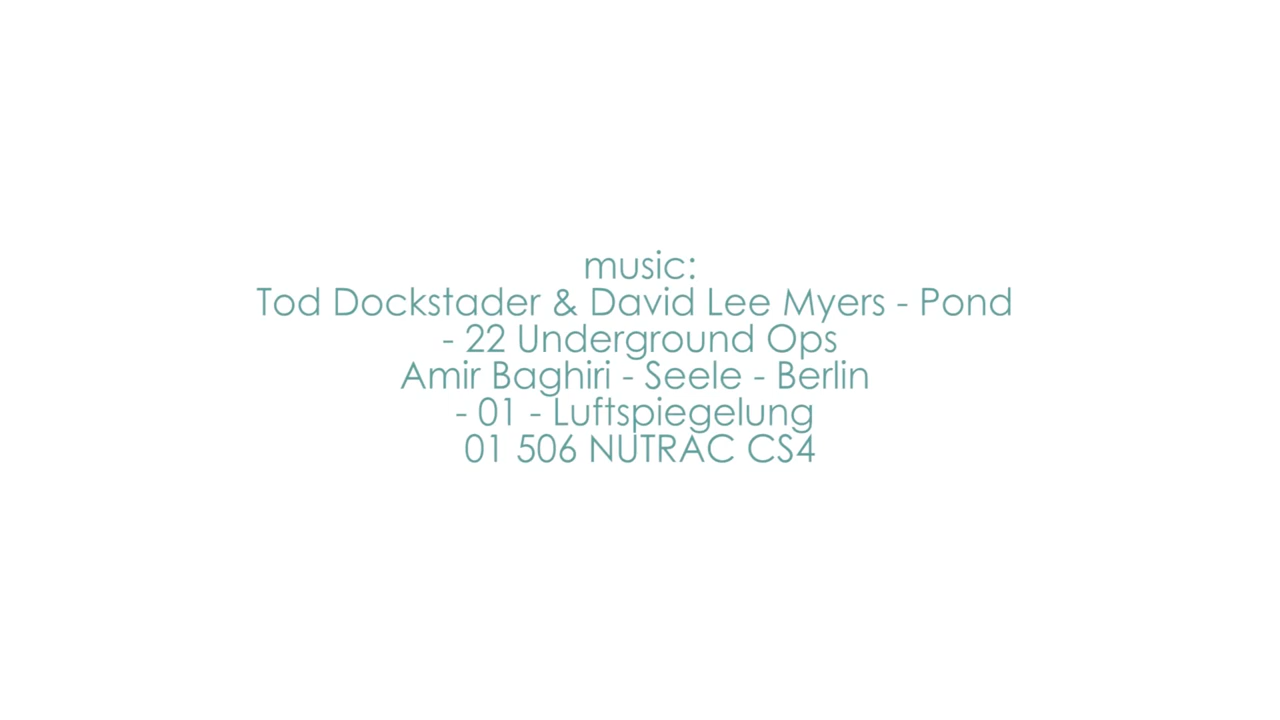 music:
Tod Dockstader & David Lee Myers - Pond
- 22 Underground Ops
Amir Baghiri - Seele - Berlin
- 01 - Luftspiegelung
01 506 NUTRAC CS4